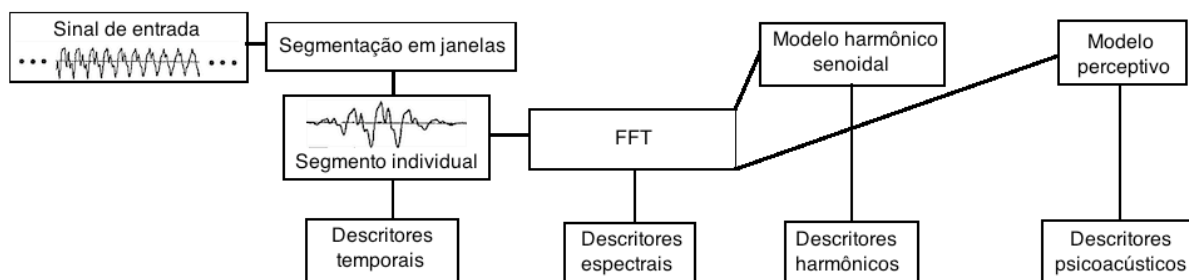 Sinal de entrada
Segmentação em janelas
Segmento individual
FFT
Modelo harmônico
senoidal
Modelo
perceptivo
Descritores
temporais
Descritores
espectrais
Descritores
harmônicos
Descritores
psicoacústicos